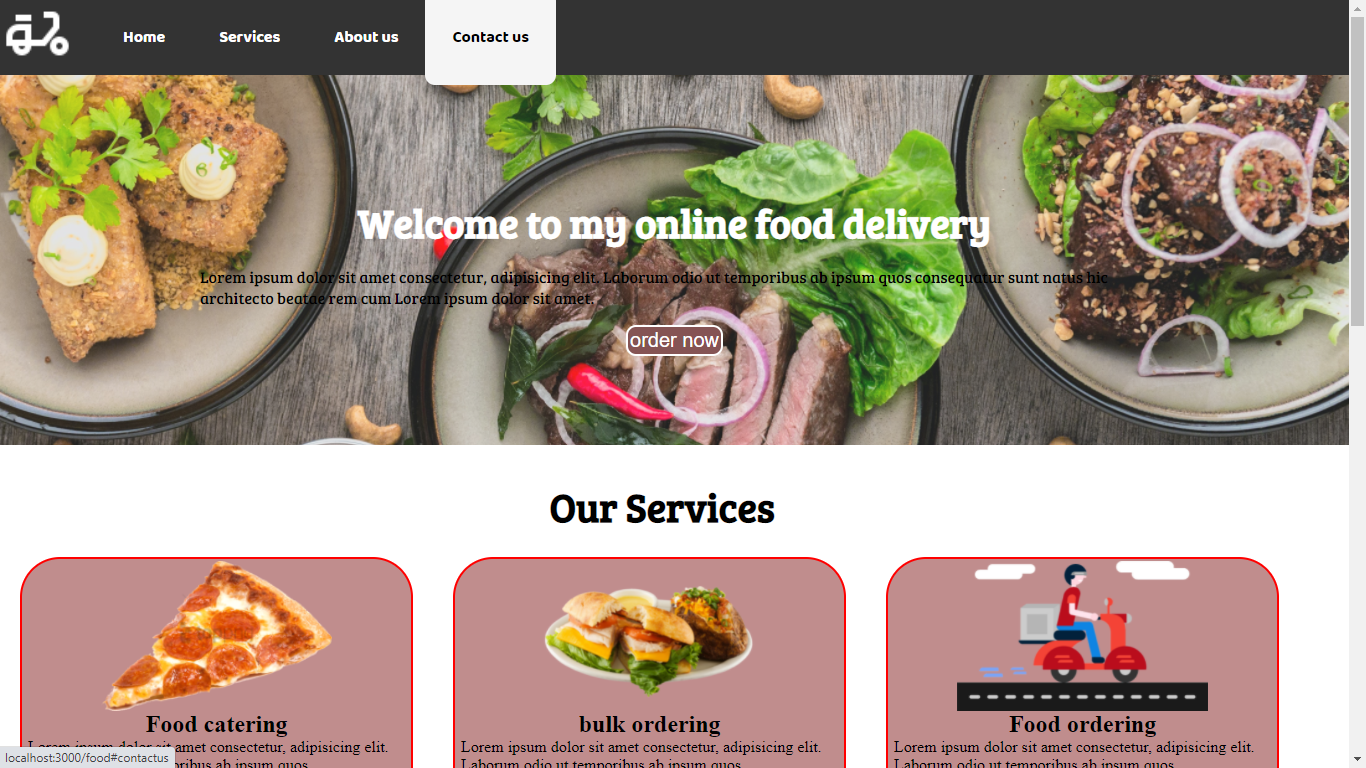 Home
Services
About us
Contact us
Welcome to my online food delivery
Lorem ipsum dolor sit amet consectetur, adipisicing elit. Laborum odio ut temporibus ab ipsum quos consequatur sunt natus hic
architecto beatae rem cum Lorem ipsum dolor sit amet.
order now
Our Services
Food catering
Lorem ipsum dolor sit amet consectetur, adipisicing elit.
temporibus ab ipsum quos
bulk ordering
Lorem ipsum dolor sit amet consectetur, adipisicing elit.
Laborum odio ut temporibus ab ipsum quos
Food ordering
Lorem ipsum dolor sit amet consectetur, adipisicing elit.
Laborum odio ut temporibus ab ipsum quos
localhost:3000/food#contactus